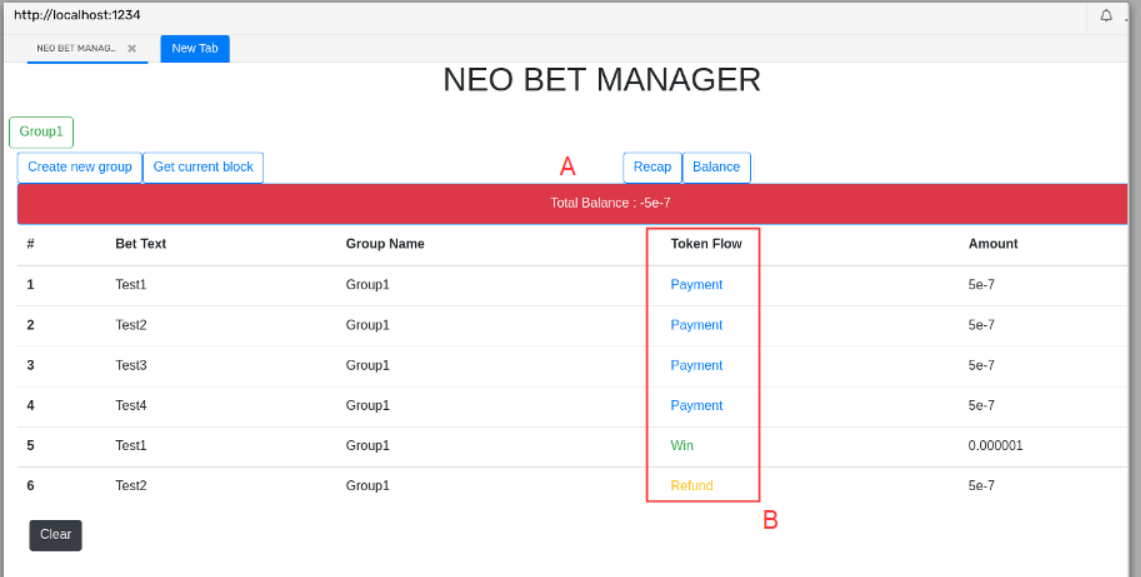 http://localhost:1234
NEO BET MANAG... New Tab
NEO BET MANAGER
Group1
Create new group Get current block A Recap Balance
Total Balance : -5e-7
# Bet Text Group Name Token Flow Amount
1 Test1 Group1 Payment 5e-7
2 Test2 Group1 Payment 5e-7
3 Test3 Group1 Payment 5e-7
4 Test4 Group1 Payment 5e-7
5 Test1 Group1 Win 0.000001
6 Test2 Group1 Refund 5e-7
B
Clear